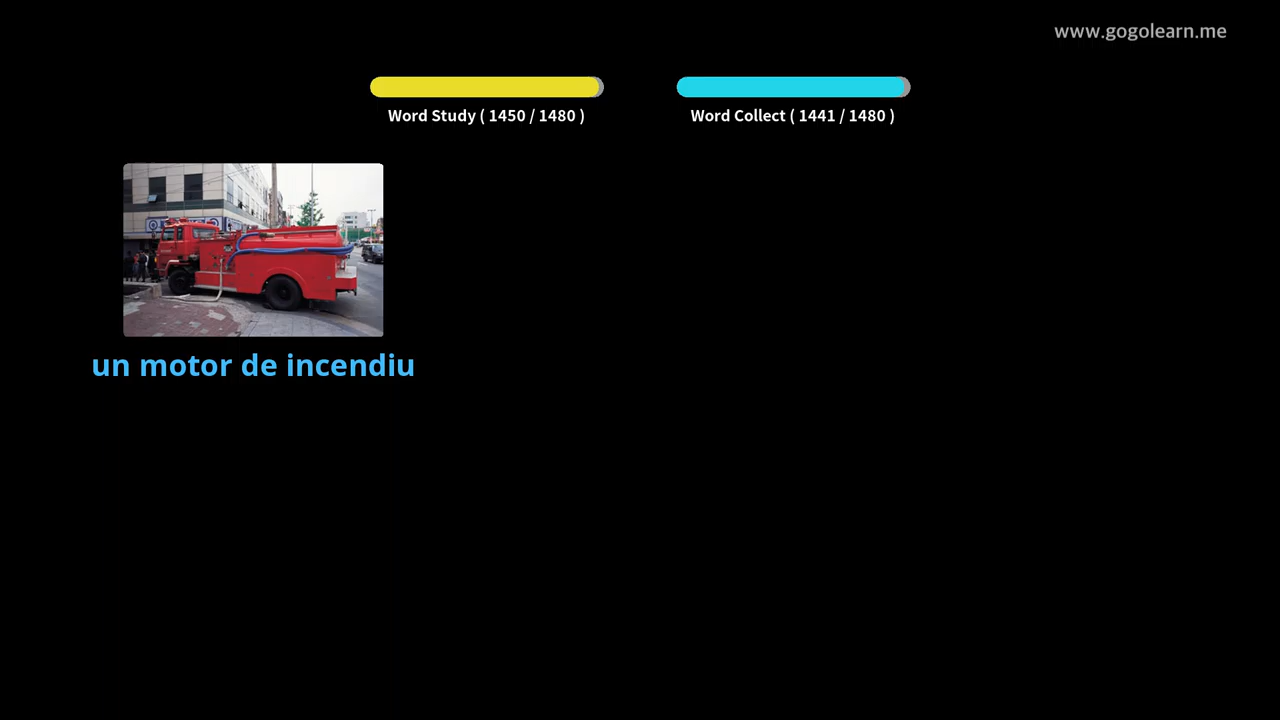 www.gogolearn.me
Word Study ( 1450 / 1480 )
Word Collect ( 1441 / 1480 )
un motor de incendiu